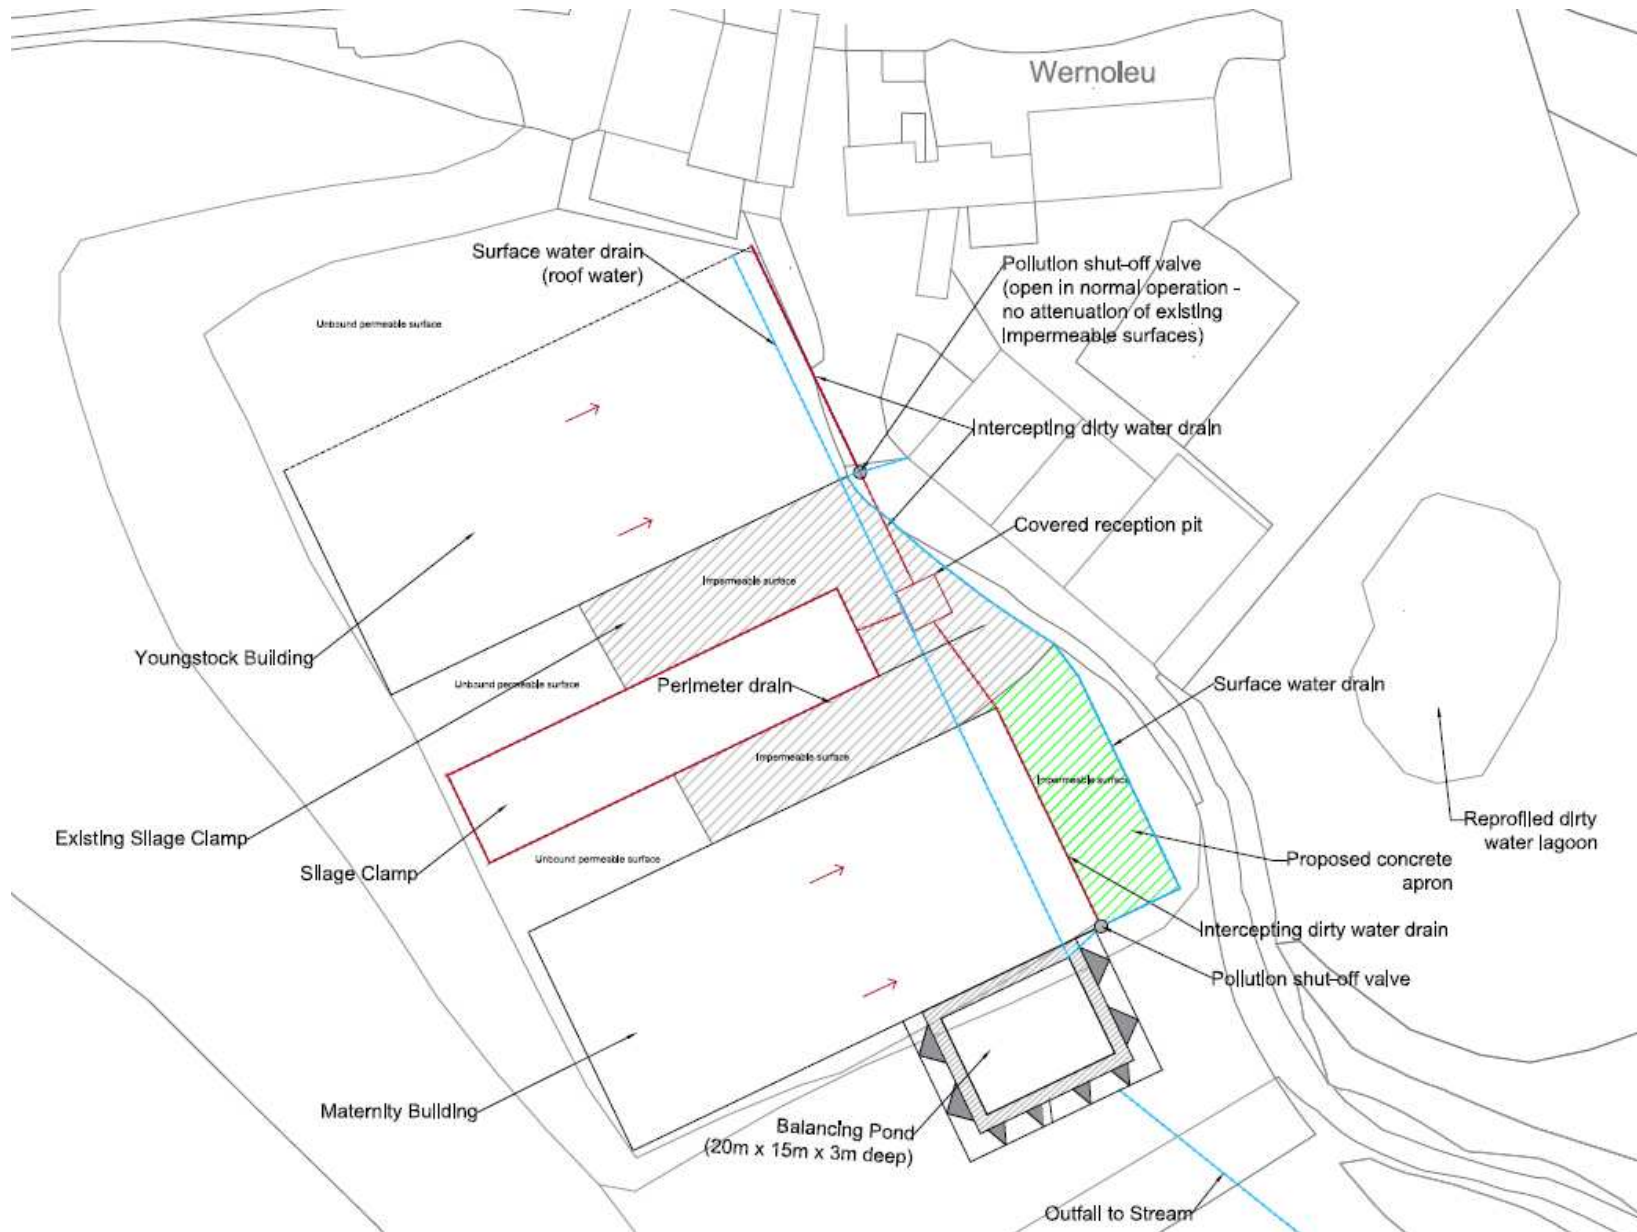 Wernoleu
Surface water drain
(roof water)
Pollution shut-off valve
(open in normal operation -
no attenuation of existing
impermeable surfaces)
Unbound permeable surface
Intercepting dirty water drain
Covered reception pit
Impermeable surface
Youngstock Building
Unbound permeable surface
Perimeter drain
Surface water drain
Impermeable surface
Impermeable surface
Existing Silage Clamp
Silage Clamp
Unbound permeable surface
Reprofiled dirty
water lagoon
Proposed concrete
apron
Intercepting dirty water drain
Pollution shut-off valve
Maternity Building
Balancing Pond
(20m x 15m x 3m deep)
Outfall to Stream